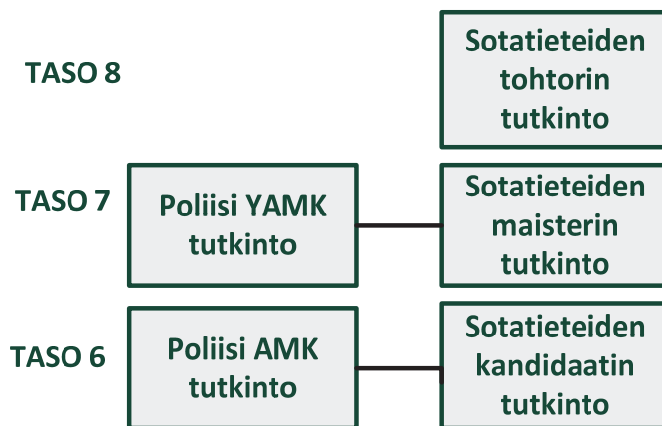 TASO 8
Sotatieteiden
tohtorin
tutkinto
TASO 7
Poliisi YAMK
tutkinto
Sotatieteiden
maisterin
tutkinto
TASO 6
Poliisi AMK
tutkinto
Sotatieteiden
kandidaatin
tutkinto